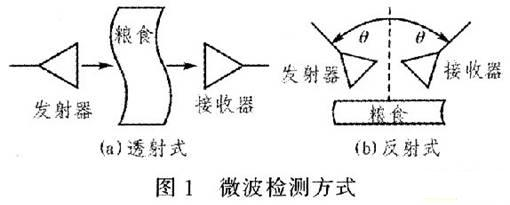 粮食
发射器
接收器
(a)透射式
θ θ
发射器
接收器
粮食
(b)反射式
图1 微波检测方式